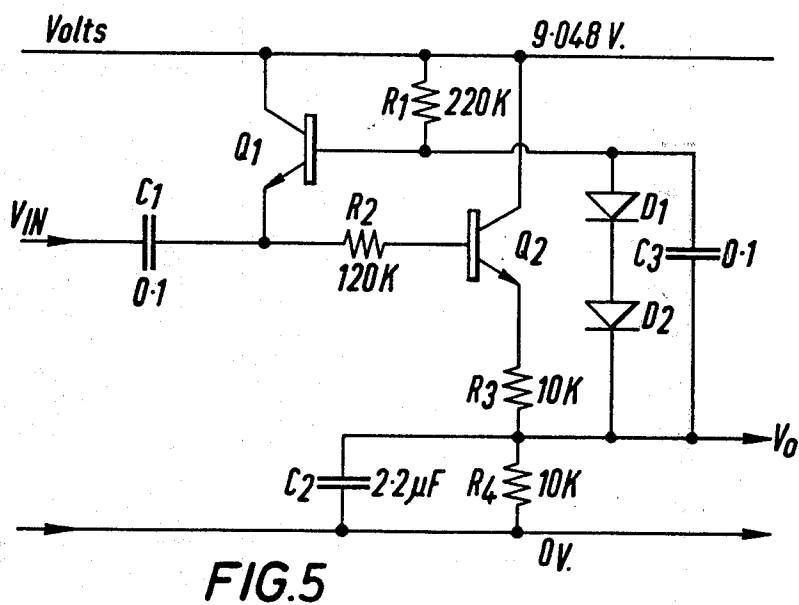 Volts
9·048 V.
R1
220K
Q1
C1
VIN
0·1
R2
120K
Q2
D1
C3
0·1
D2
R3
10K
Vo
C2
2·2µF
R4
10K
0V.
FIG.5